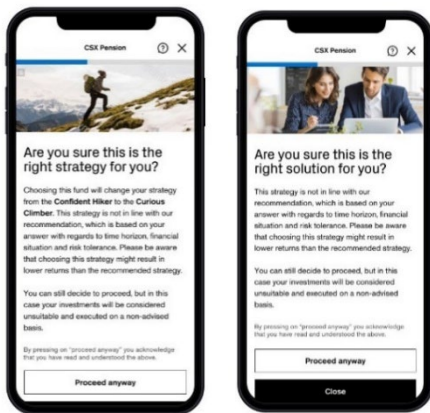 CSX Pension
Are you sure this is the
right strategy for you?
Choosing this fund will change your strategy
from the Confident Hiker to the Curious
Climber. This strategy is not in line with our
recommendation, which is based on your
answer with regards to time horizon, financial
situation and risk tolerance. Please be aware
that choosing this strategy might result in
lower returns than the recommended strategy.
You can still decide to proceed, but in this
case your investments will be considered
unsuitable and executed on a non-advised
basis.
By pressing on "proceed anyway" you acknowledge
that you have read and understood the above.
Proceed anyway
CSX Pension
Are you sure this is the
right solution for you?
This strategy is not in line with our
recommendation, which is based on your
answer with regards to time horizon, financial
situation and risk tolerance. Please be aware
that choosing this strategy might result in
lower returns than the recommended strategy.
You can still decide to proceed, but in this
case your investments will be considered
unsuitable and executed on a non-advised
basis.
By pressing on "proceed anyway" you acknowledge
that you have read and understood the above.
Proceed anyway
Close